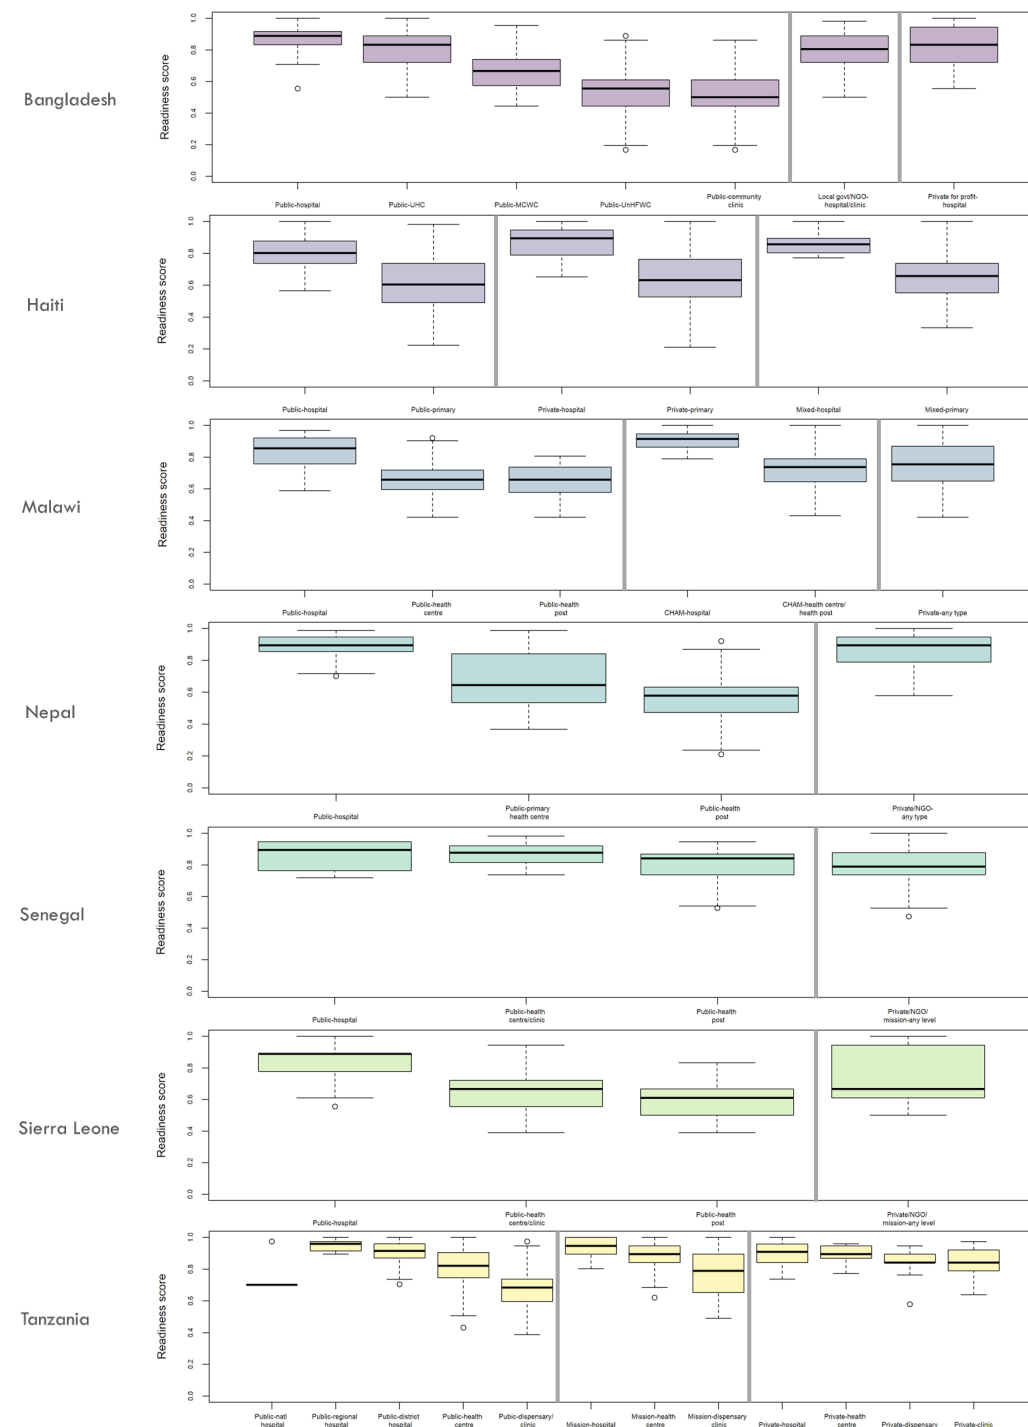 Bangladesh
Readiness score
0.0 0.2 0.4 0.6 0.8 1.0
Public-hospital
Public-UHC
Public-MCWC
Public-UnHFWC
Public-community
clinic
Local govt/NGO-
hospital/clinic
Private for profit-
hospital
Haiti
Readiness score
0.0 0.2 0.4 0.6 0.8 1.0
Public-hospital
Public-primary
Private-hospital
Private-primary
Mixed-hospital
Mixed-primary
Malawi
Readiness score
0.0 0.2 0.4 0.6 0.8 1.0
Public-hospital
Public-health
centre
Public-health
post
CHAM-hospital
CHAM-health centre/
health post
Private-any type
Nepal
Readiness score
0.0 0.2 0.4 0.6 0.8 1.0
Public-hospital
Public-primary
health centre
Public-health
post
Private/NGO-
any type
Senegal
Readiness score
0.0 0.2 0.4 0.6 0.8 1.0
Public-hospital
Public-health
centre/clinic
Public-health
post
Private/NGO/
mission-any level
Sierra Leone
Readiness score
0.0 0.2 0.4 0.6 0.8 1.0
Public-hospital
Public-health
centre/clinic
Public-health
post
Private/NGO/
mission-any level
Tanzania
Readiness score
0.0 0.2 0.4 0.6 0.8 1.0
Public-natl
hospital
Public-regional
hospital
Public-district
hospital
Public-health
centre
Pubic-dispensary/
clinic
Mission-hospital
Mission-health
centre
Mission-dispensary
clinic
Private-hospital
Private-health
centre
Private-dispensary
Private-clinic